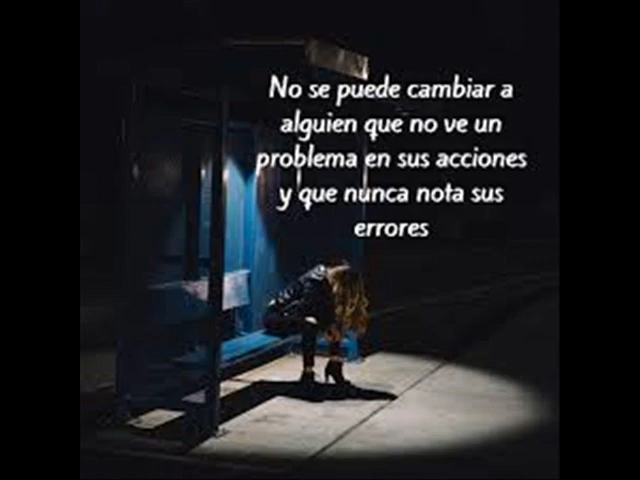 No se puede cambiar a
alguien que no ve un
problema en sus acciones
y que nunca nota sus
errores